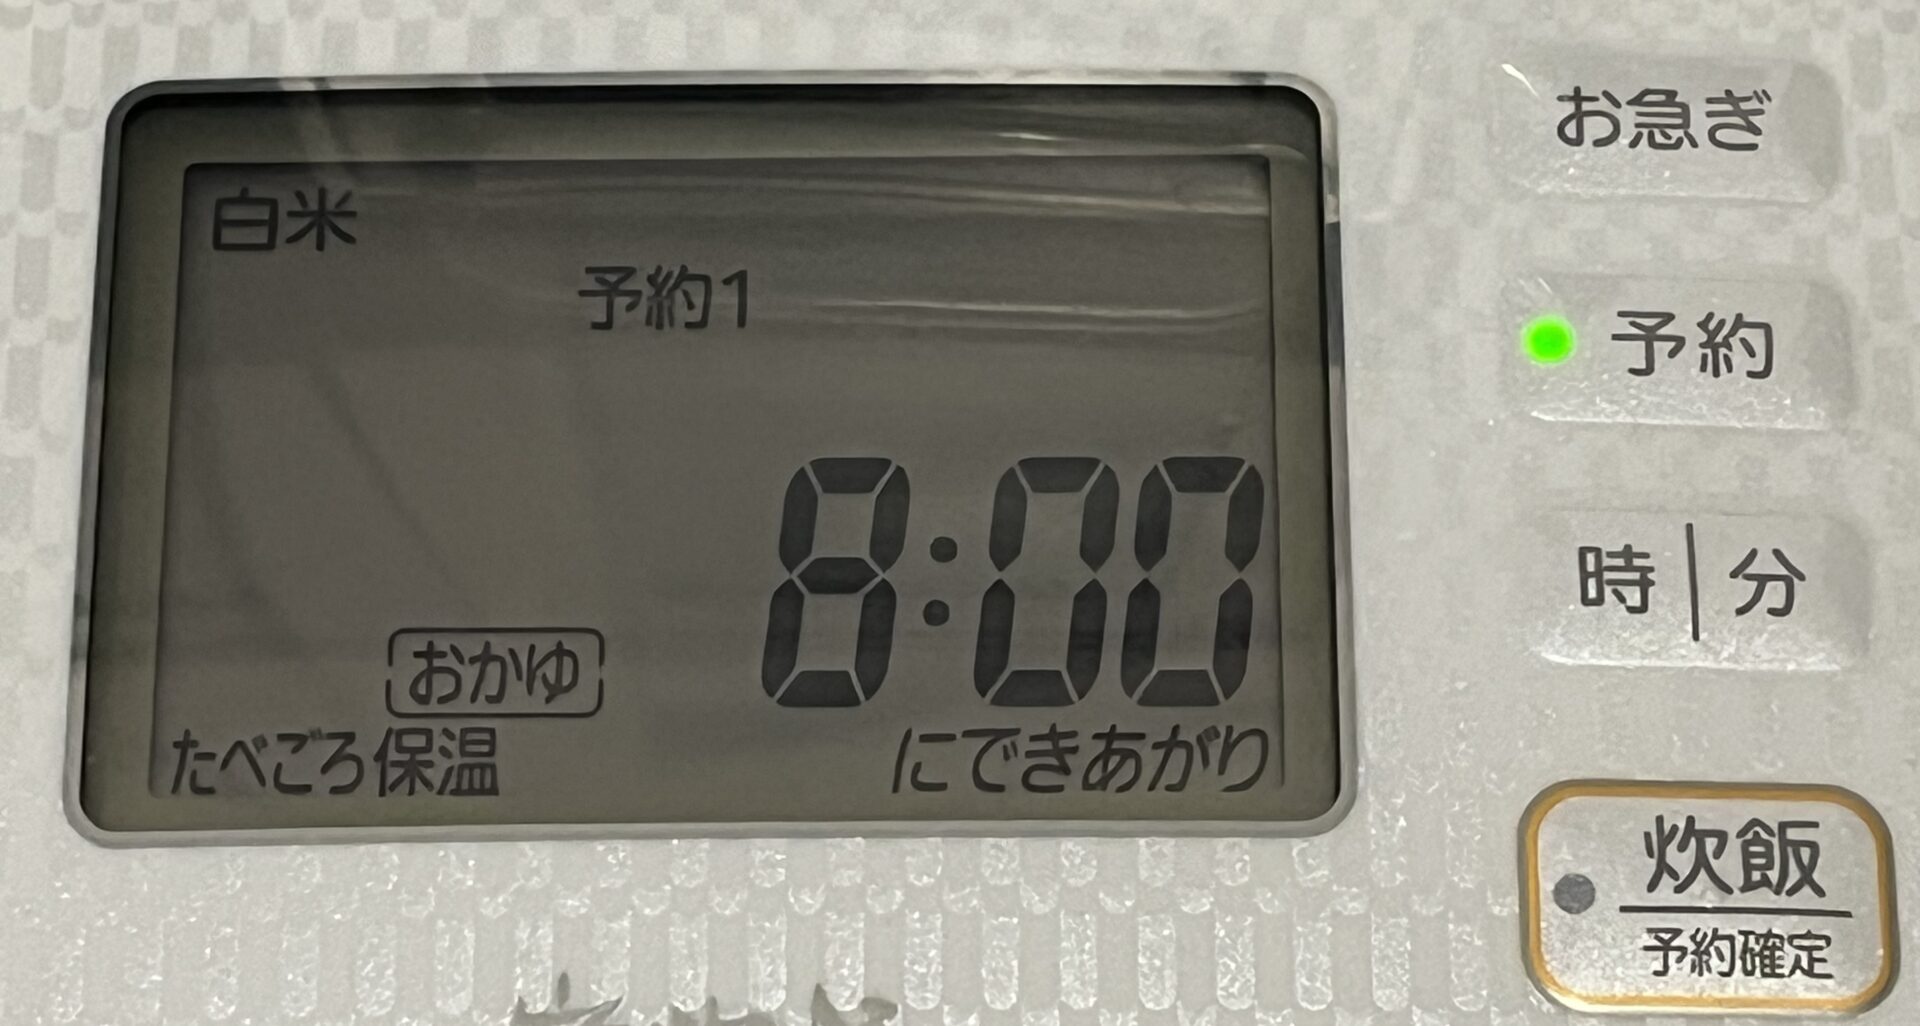 白米
予約1
8:00
おかゆ
たべごろ保温
にできあがり
お急ぎ
予約
時|分
炊飯
予約確定